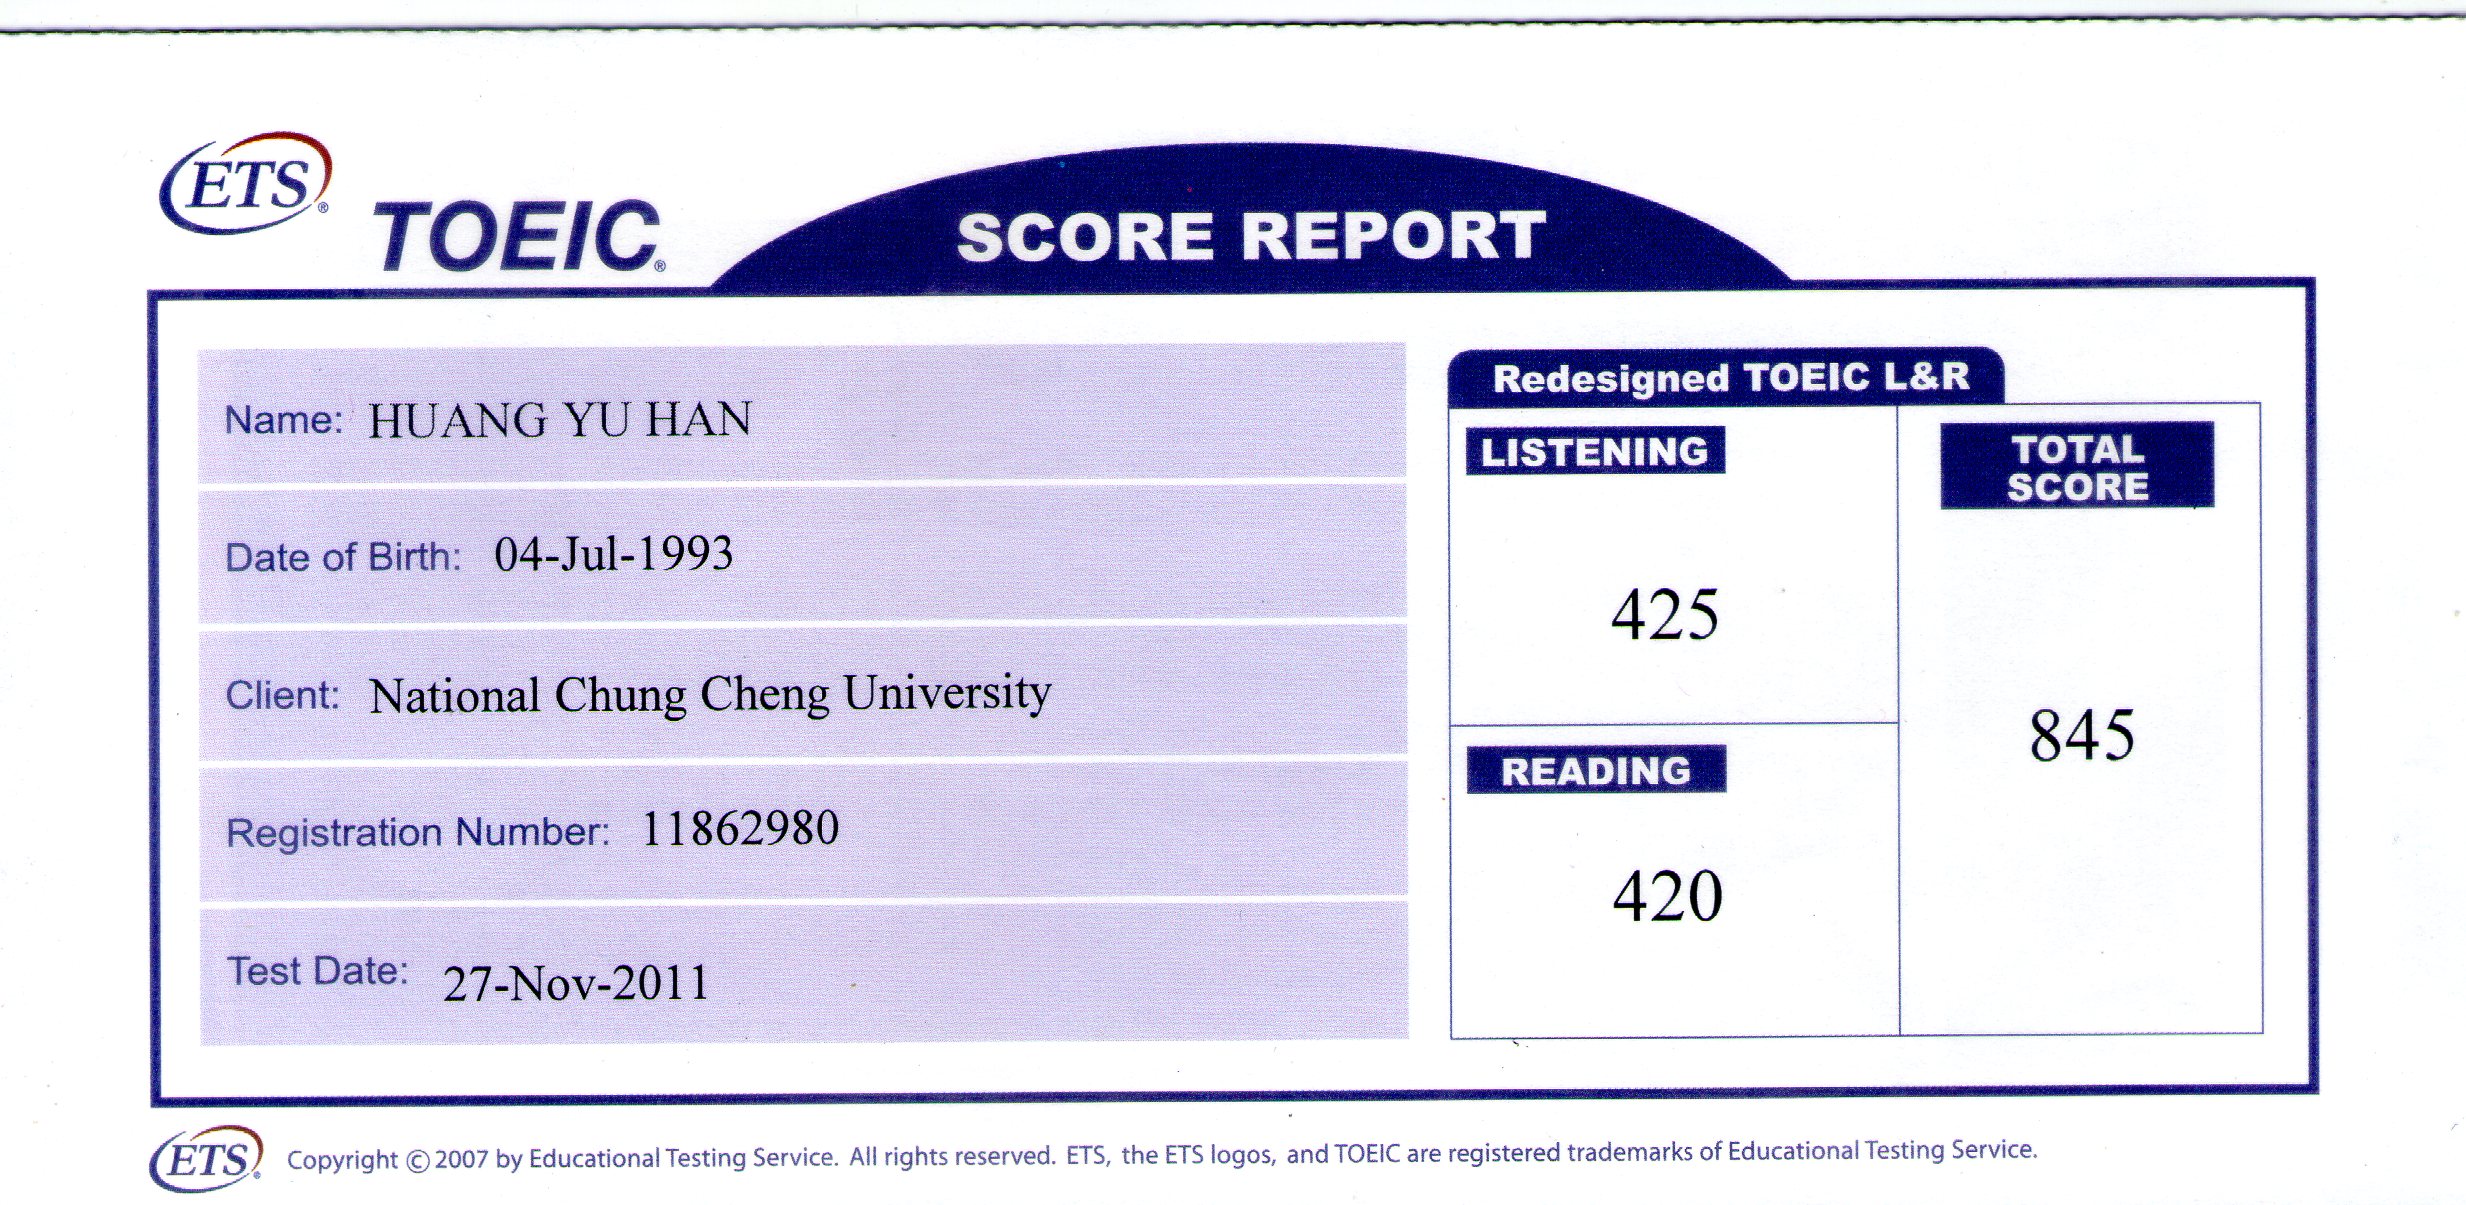 ETS®
TOEIC®
SCORE REPORT
Name: HUANG YU HAN
Date of Birth: 04-Jul-1993
Client: National Chung Cheng University
Registration Number: 11862980
Test Date: 27-Nov-2011
Redesigned TOEIC L&R
LISTENING
425
READING
420
TOTAL
SCORE
845
ETS® Copyright © 2007 by Educational Testing Service. All rights reserved. ETS, the ETS logos, and TOEIC are registered trademarks of Educational Testing Service.